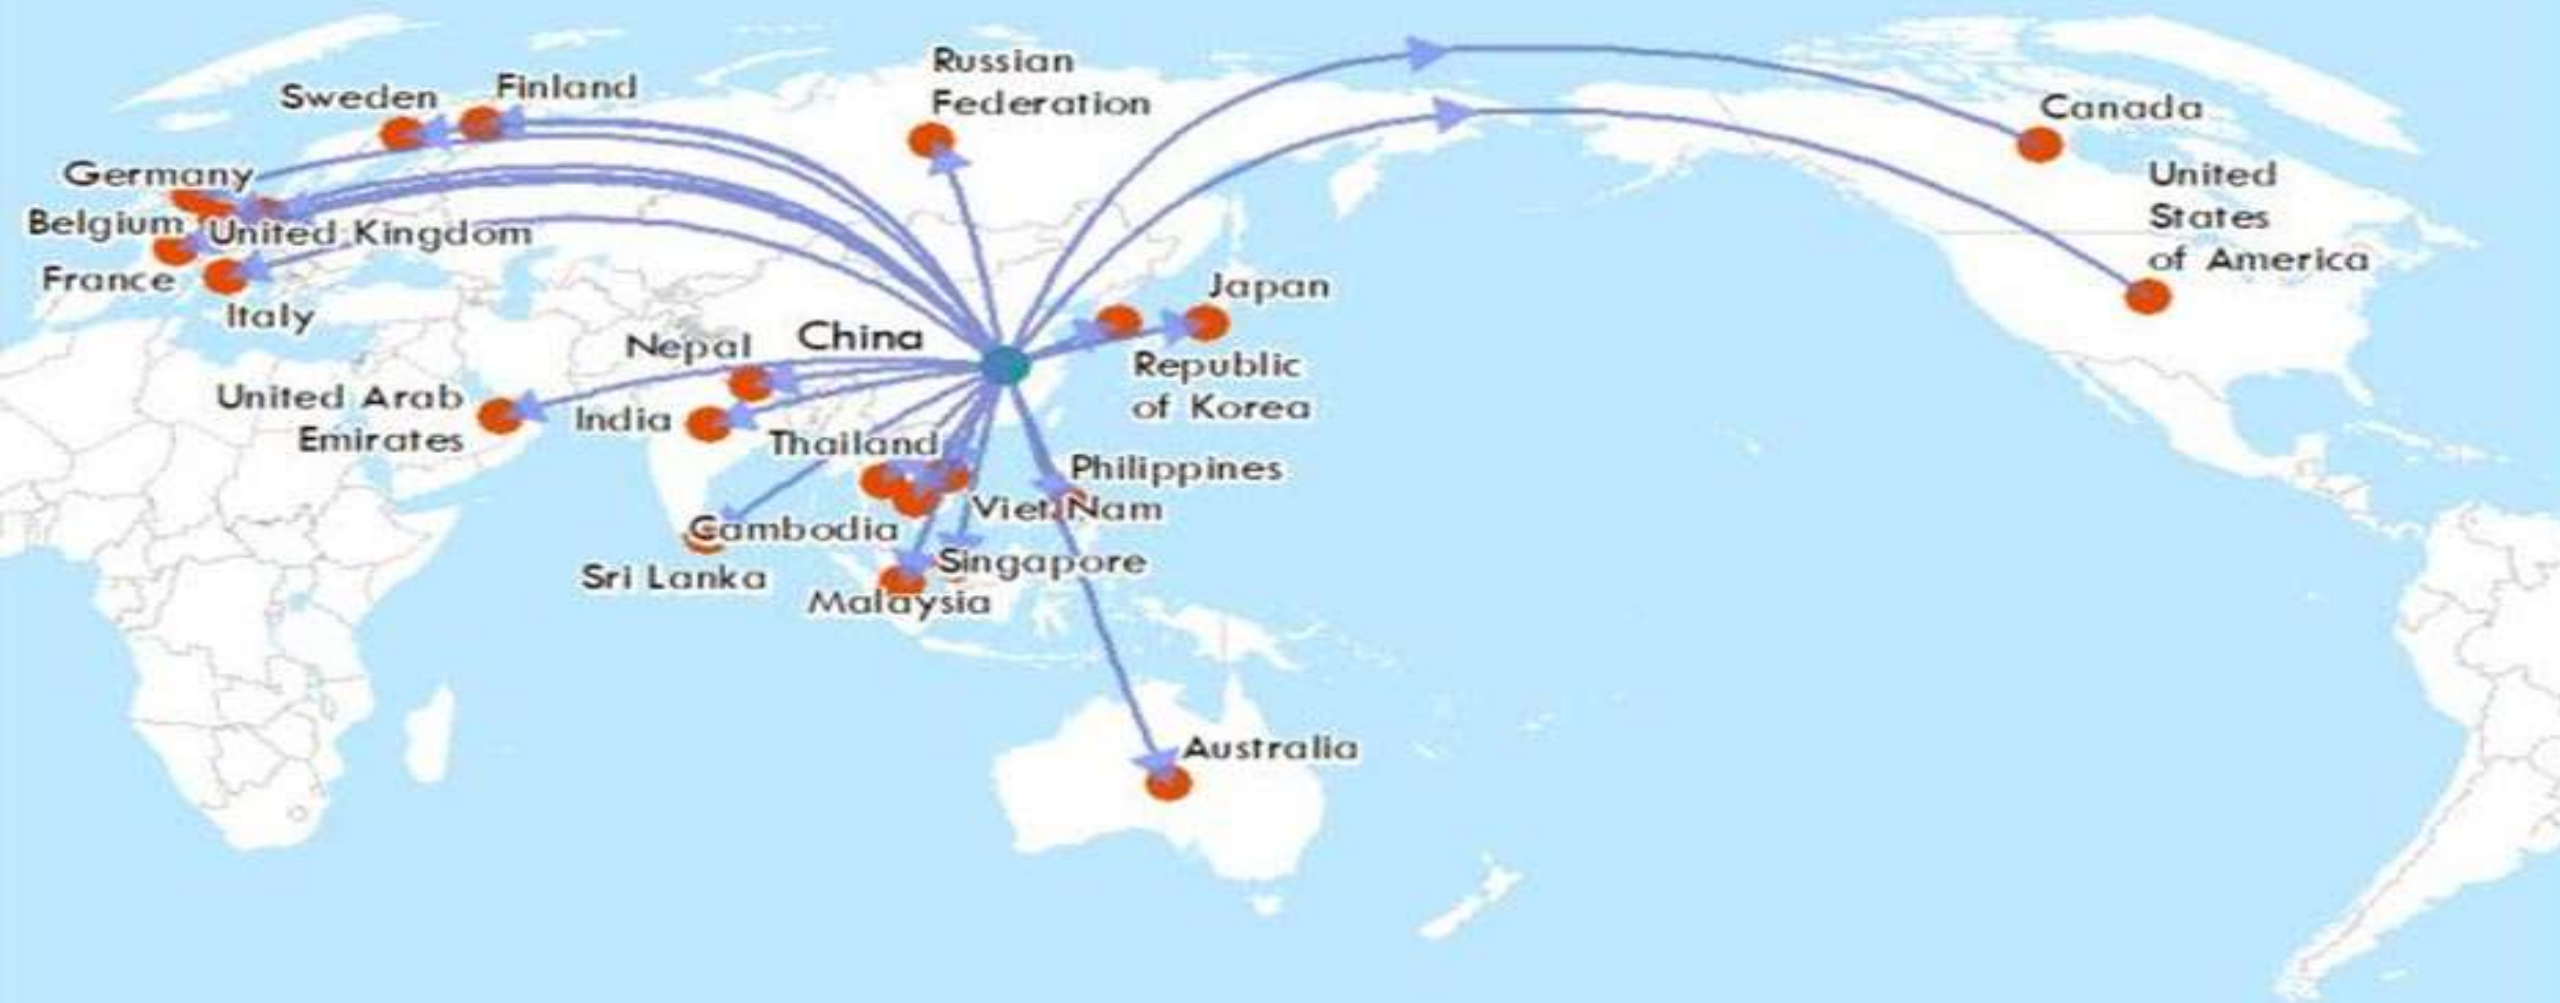 Russian
Federation
Finland
Sweden
Canada
Germany
United
States
of America
Belgium
United Kingdom
France
Italy
Japan
China
Nepal
Republic
of Korea
United Arab
Emirates
India
Thailand
Philippines
Viet Nam
Cambodia
Singapore
Sri Lanka
Malaysia
Australia